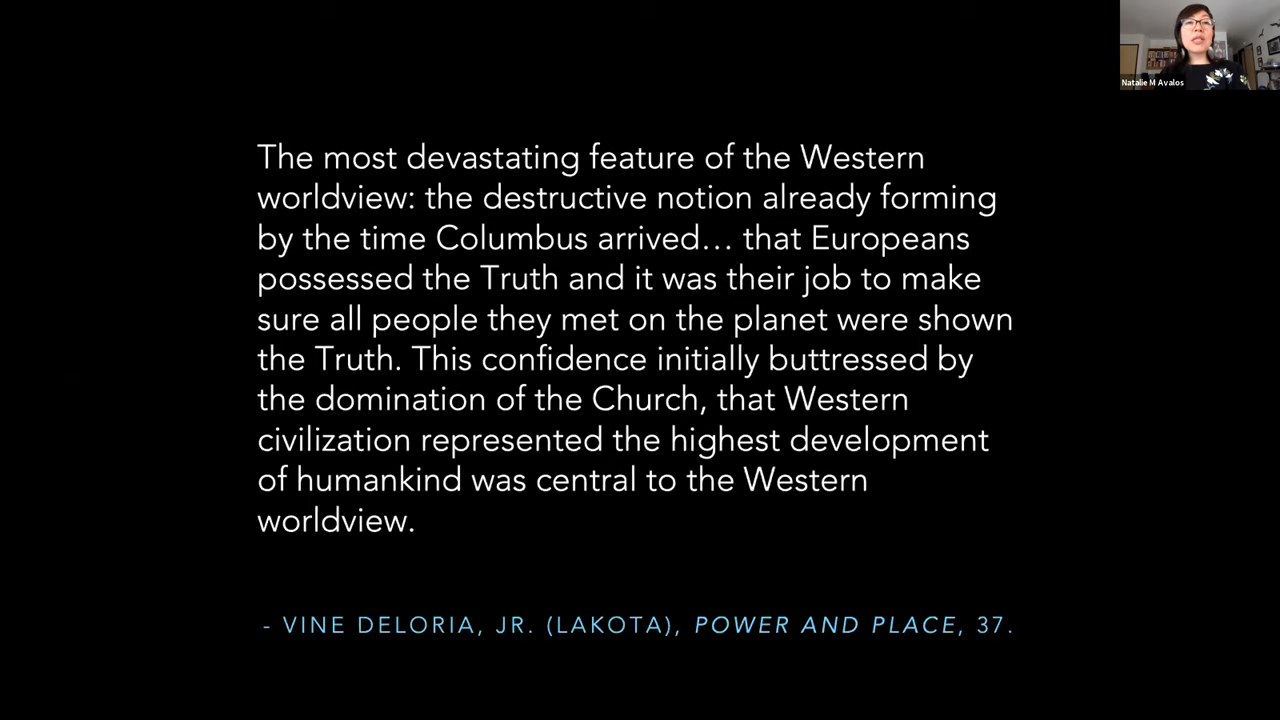 Natalie M Avalos
The most devastating feature of the Western
worldview: the destructive notion already forming
by the time Columbus arrived… that Europeans
possessed the Truth and it was their job to make
sure all people they met on the planet were shown
the Truth. This confidence initially buttressed by
the domination of the Church, that Western
civilization represented the highest development
of humankind was central to the Western
worldview.
- VINE DELORIA, JR. (LAKOTA), POWER AND PLACE, 37.